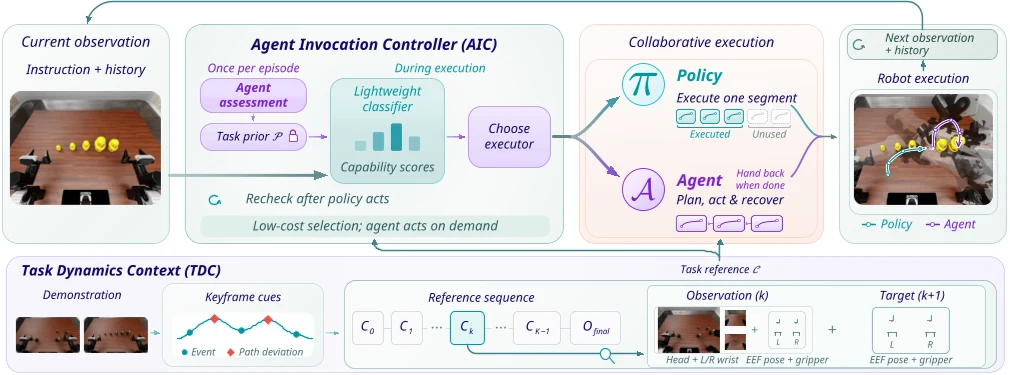 Current observation
Instruction + history
Agent Invocation Controller (AIC)
Once per episode
During execution
Agent
assessment
Task prior 𝒫
Lightweight
classifier
Capability scores
Choose
executor
Recheck after policy acts
Low-cost selection; agent acts on demand
Collaborative execution
π
Policy
Execute one segment
Executed
Unused
𝒜
Agent
Hand back
when done
Plan, act & recover
Next observation
+ history
Robot execution
Policy
Agent
Task Dynamics Context (TDC)
Task reference 𝒞
Demonstration
Keyframe cues
Event
Path deviation
Reference sequence
C0
C1
...
Ck
...
CK−1
Ofinal
Observation (k)
Target (k+1)
+
L R
+
L R
Head + L/R wrist
EEF pose + gripper
EEF pose + gripper